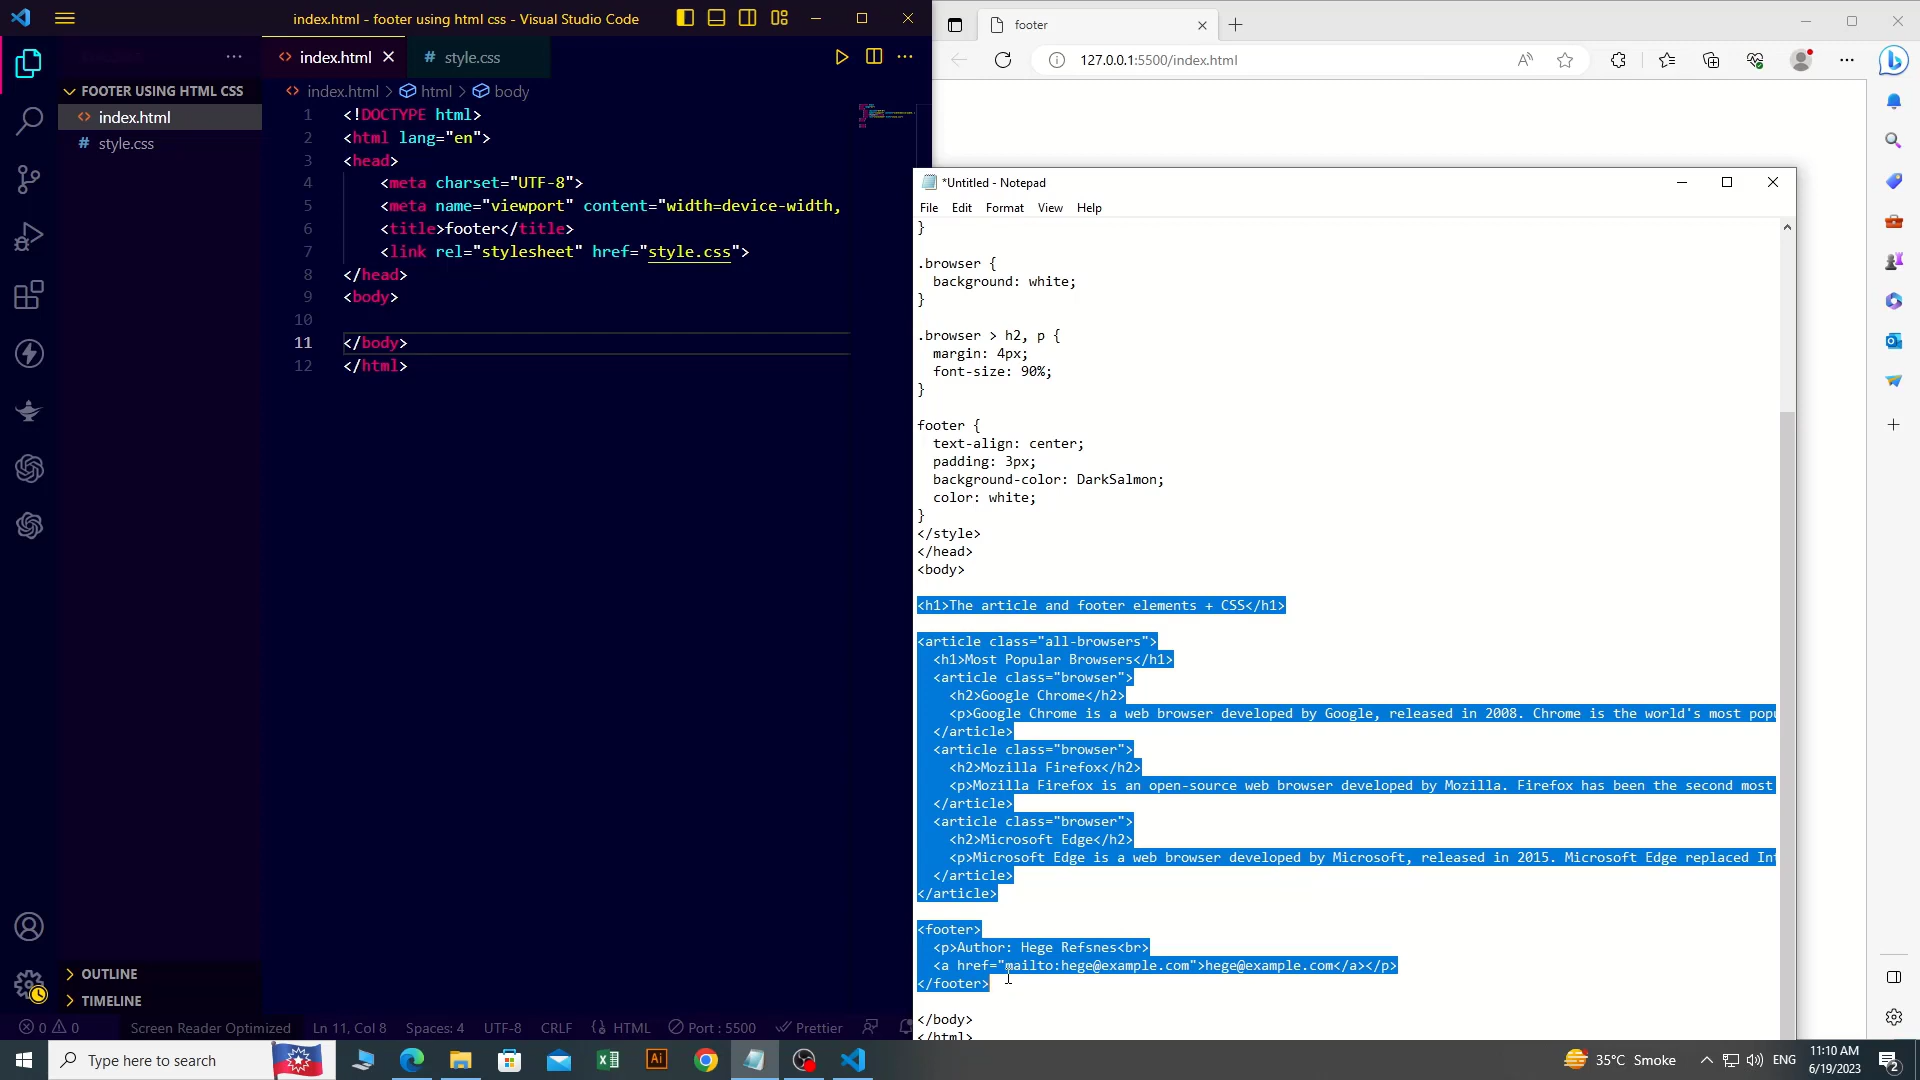 index.html - footer using html css - Visual Studio Code
FOOTER USING HTML CSS
index.html
style.css
OUTLINE
TIMELINE
index.html
style.css
index.html > html > body
1 <!DOCTYPE html>
2 <html lang="en">
3 <head>
4 <meta charset="UTF-8">
5 <meta name="viewport" content="width=device-width,
6 <title>footer</title>
7 <link rel="stylesheet" href="style.css">
8 </head>
9 <body>
10
11 </body>
12 </html>
0 0 Screen Reader Optimized Ln 11, Col 8 Spaces: 4 UTF-8 CRLF HTML Port : 5500 Prettier
footer
127.0.0.1:5500/index.html
*Untitled - Notepad
File Edit Format View Help
}
.browser {
background: white;
}
.browser > h2, p {
margin: 4px;
font-size: 90%;
}
footer {
text-align: center;
padding: 3px;
background-color: DarkSalmon;
color: white;
}
</style>
</head>
<body>
<h1>The article and footer elements + CSS</h1>
<article class="all-browsers">
<h1>Most Popular Browsers</h1>
<article class="browser">
<h2>Google Chrome</h2>
<p>Google Chrome is a web browser developed by Google, released in 2008. Chrome is the world's most
</article>
<article class="browser">
<h2>Mozilla Firefox</h2>
<p>Mozilla Firefox is an open-source web browser developed by Mozilla. Firefox has been the second most
</article>
<article class="browser">
<h2>Microsoft Edge</h2>
<p>Microsoft Edge is a web browser developed by Microsoft, released in 2015. Microsoft Edge replaced
</article>
</article>
<footer>
<p>Author: Hege Refsnes<br>
<a href="mailto:hege@example.com">hege@example.com</a></p>
</footer>
</body>
</html>
Type here to search
35°C Smoke
ENG
11:10 AM
6/19/2023
2